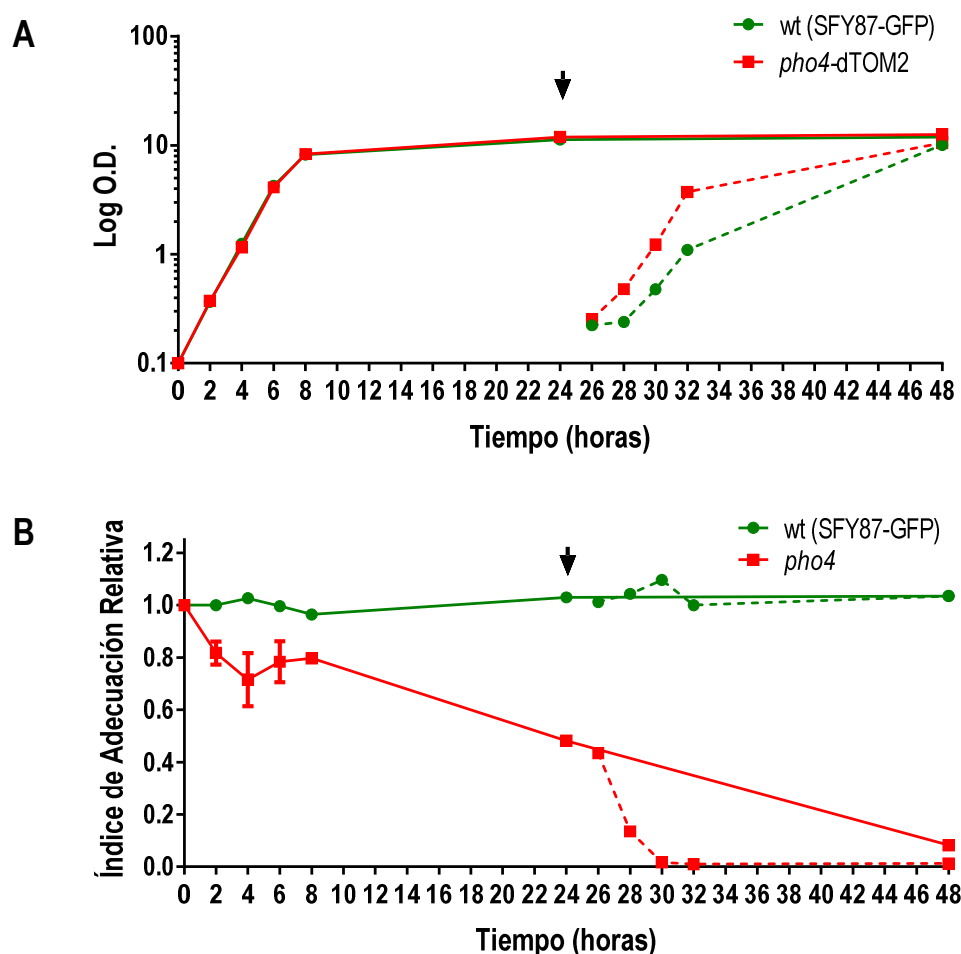 A
wt (SFY87-GFP)
pho4-dTOM2
Log O.D.
100
10
1
0.1
0 2 4 6 8 10 12 14 16 18 20 22 24 26 28 30 32 34 36 38 40 42 44 46 48
Tiempo (horas)
B
wt (SFY87-GFP)
pho4
Índice de Adecuación Relativa
1.2
1.0
0.8
0.6
0.4
0.2
0.0
0 2 4 6 8 10 12 14 16 18 20 22 24 26 28 30 32 34 36 38 40 42 44 46 48
Tiempo (horas)